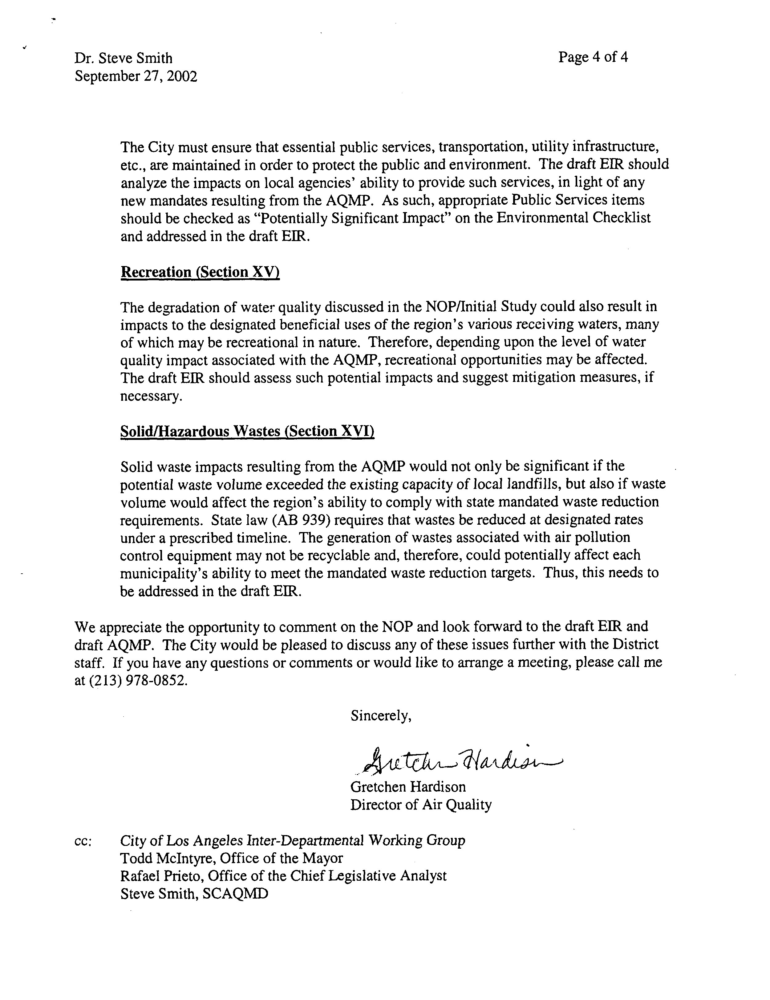 Dr. Steve Smith
Page 4 of 4
September 27, 2002
The City must ensure that essential public services, transportation, utility infrastructure,
etc., are maintained in order to protect the public and environment.  The draft EIR should
analyze the impacts on local agencies’ ability to provide such services, in light of any
new mandates resulting from the AQMP.  As such, appropriate Public Services items
should be checked as “Potentially Significant Impact” on the Environmental Checklist
and addressed in the draft EIR.
Recreation (Section XV)
The degradation of water quality discussed in the NOP/Initial Study could also result in
impacts to the designated beneficial uses of the region’s various receiving waters, many
of which may be recreational in nature.  Therefore, depending upon the level of water
quality impact associated with the AQMP, recreational opportunities may be affected.
The draft EIR should assess such potential impacts and suggest mitigation measures, if
necessary.
Solid/Hazardous Wastes (Section XVI)
Solid waste impacts resulting from the AQMP would not only be significant if the
potential waste volume exceeded the existing capacity of local landfills, but also if waste
volume would affect the region’s ability to comply with state mandated waste reduction
requirements.  State law (AB 939) requires that wastes be reduced at designated rates
under a prescribed timeline.  The generation of wastes associated with air pollution
control equipment may not be recyclable and, therefore, could potentially affect each
municipality’s ability to meet the mandated waste reduction targets.  Thus, this needs to
be addressed in the draft EIR.
We appreciate the opportunity to comment on the NOP and look forward to the draft EIR and
draft AQMP.  The City would be pleased to discuss any of these issues further with the District
staff.  If you have any questions or comments or would like to arrange a meeting, please call me
at (213) 978-0852.
Sincerely,
Gretchen Hardison
Gretchen Hardison
Director of Air Quality
cc: City of Los Angeles Inter-Departmental Working Group
Todd McIntyre, Office of the Mayor
Rafael Prieto, Office of the Chief Legislative Analyst
Steve Smith, SCAQMD